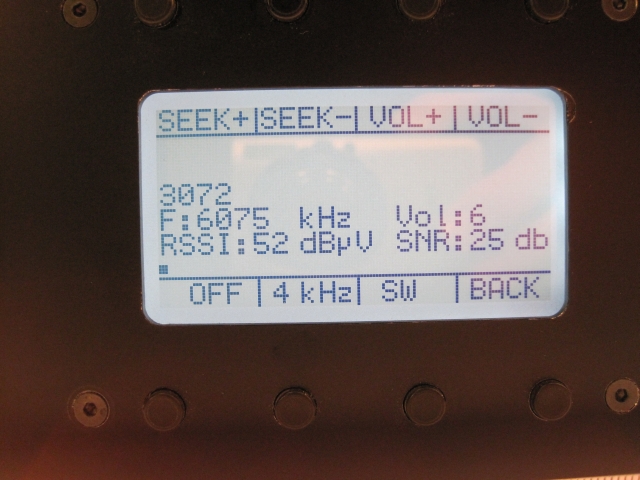 SEEK+|SEEK-| VOL+ | VOL-
3072
F:6075 kHz Vol:6
RSSI:52 dBµV SNR:25 db
OFF | 4 kHz| SW | BACK